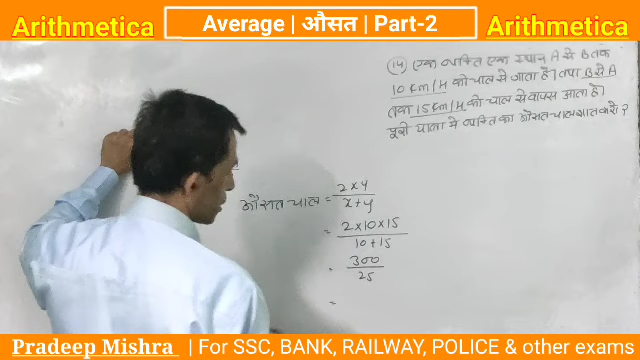 Arithmetica
Average | औसत | Part-2
Arithmetica
(14) एक व्यक्ति एक स्थान A से B तक
10 km/H की चाल से जाता है। तथा B से A
तक 15 km/H की चाल से वापस आता है।
पूरी यात्रा में व्यक्ति का औसत चाल ज्ञात करो ?
औसत चाल = 2xy / x+y
= 2×10×15 / 10+15
= 300 / 25
=
Pradeep Mishra | For SSC, BANK, RAILWAY, POLICE & other exams